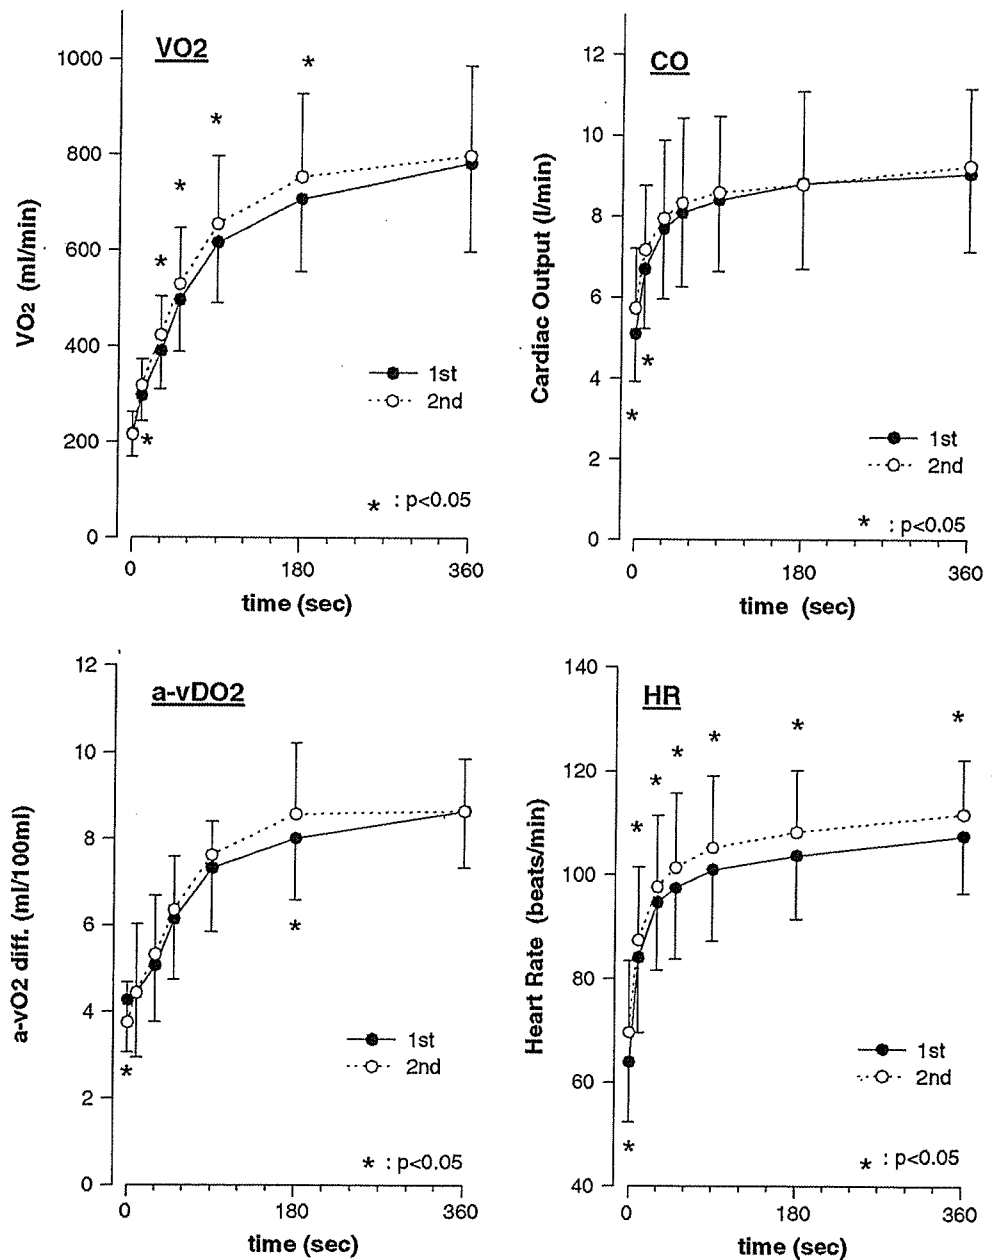 VO2
1000
800
600
400
200
0
VO2 (ml/min)
* * * * * *
1st
2nd
* : p<0.05
0 180 360
time (sec)
CO
12
10
8
6
4
2
0
Cardiac Output (l/min)
* *
1st
2nd
* : p<0.05
0 180 360
time (sec)
a-vDO2
12
10
8
6
4
2
0
a-vO2 diff. (ml/100ml)
* *
1st
2nd
* : p<0.05
0 180 360
time (sec)
HR
140
120
100
80
60
40
Heart Rate (beats/min)
* * * * * * *
1st
2nd
* : p<0.05
0 180 360
time (sec)